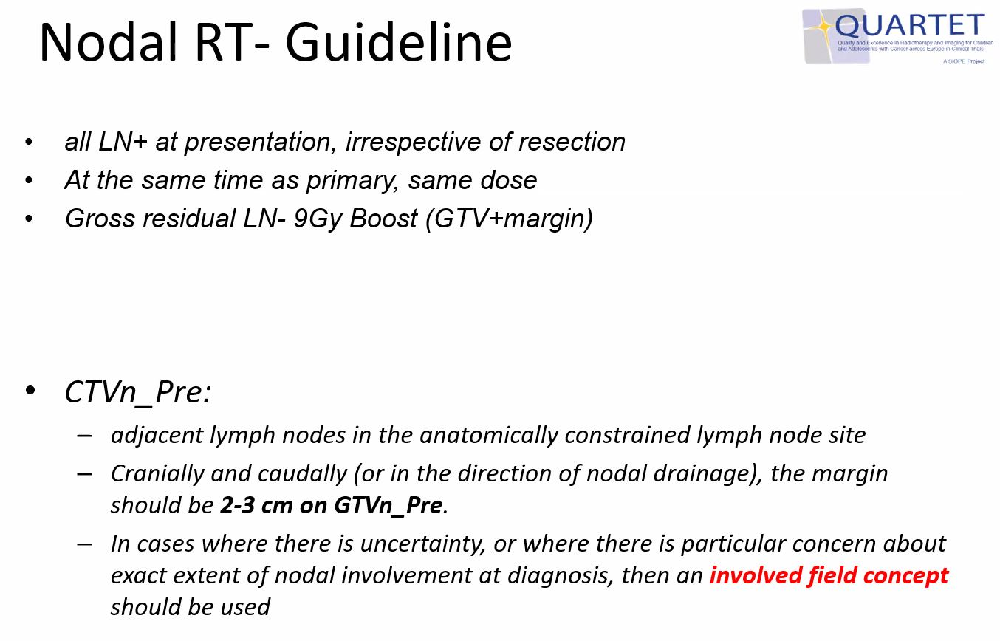 Nodal RT- Guideline
QUARTET
Quality and Excellence in Radiotherapy and Imaging for Children
and Adolescents with Cancer across Europe in Clinical Trials
A SIOPE Project
• all LN+ at presentation, irrespective of resection
• At the same time as primary, same dose
• Gross residual LN- 9Gy Boost (GTV+margin)
• CTVn_Pre:
– adjacent lymph nodes in the anatomically constrained lymph node site
– Cranially and caudally (or in the direction of nodal drainage), the margin
should be 2-3 cm on GTVn_Pre.
– In cases where there is uncertainty, or where there is particular concern about
exact extent of nodal involvement at diagnosis, then an involved field concept
should be used